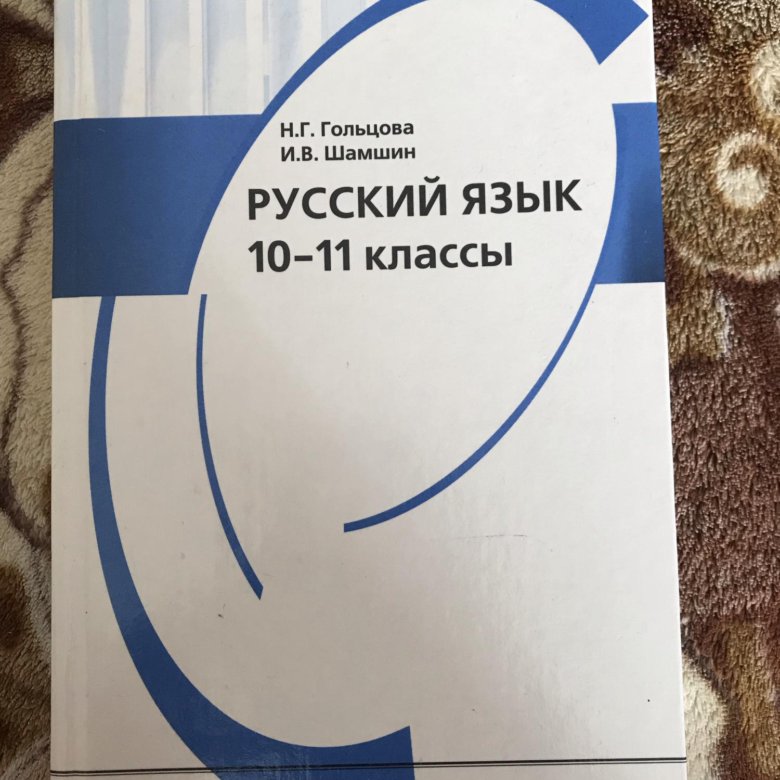 Н.Г. Гольцова
И.В. Шамшин
РУССКИЙ ЯЗЫК
10–11 классы